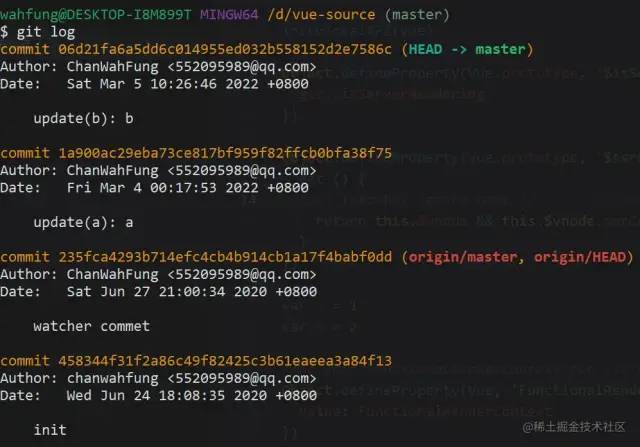 wahfung@DESKTOP-I8M899T MINGW64 /d/vue-source (master)
$ git log
commit 06d21fa6a5dd6c014955ed032b558152d2e7586c (HEAD -> master)
Author: ChanWahFung <552095989@qq.com>
Date:   Sat Mar 5 10:26:46 2022 +0800

    update(b): b

commit 1a900ac29eba73ce817bf959f82ffcb0bfa38f75
Author: ChanWahFung <552095989@qq.com>
Date:   Fri Mar 4 00:17:53 2022 +0800

    update(a): a

commit 235fca4293b714efc4cb4b914cb1a17f4babf0dd (origin/master, origin/HEAD)
Author: ChanWahFung <552095989@qq.com>
Date:   Sat Jun 27 21:00:34 2020 +0800

    watcher commet

commit 458344f31f2a86c49f82425c3b61eaeea3a84f13
Author: chanwahfung <552095989@qq.com>
Date:   Wed Jun 24 18:08:35 2020 +0800

    init
@稀土掘金技术社区